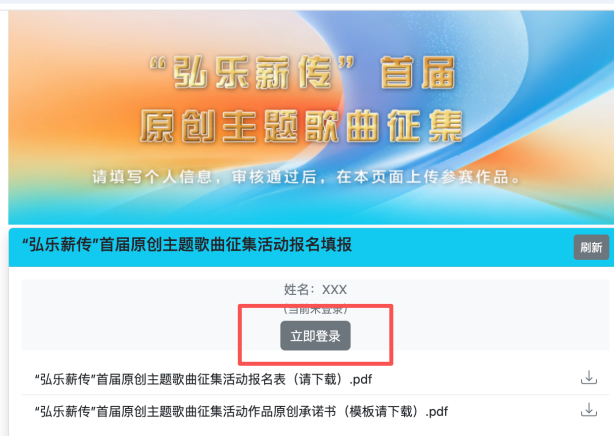 “弘乐薪传”首届
原创主题歌曲征集
请填写个人信息，审核通过后，在本页面上传参赛作品。
“弘乐薪传”首届原创主题歌曲征集活动报名填报
刷新
姓名：XXX
（当前未登录）
立即登录
“弘乐薪传”首届原创主题歌曲征集活动报名表（请下载）.pdf
“弘乐薪传”首届原创主题歌曲征集活动作品原创承诺书（模板请下载）.pdf